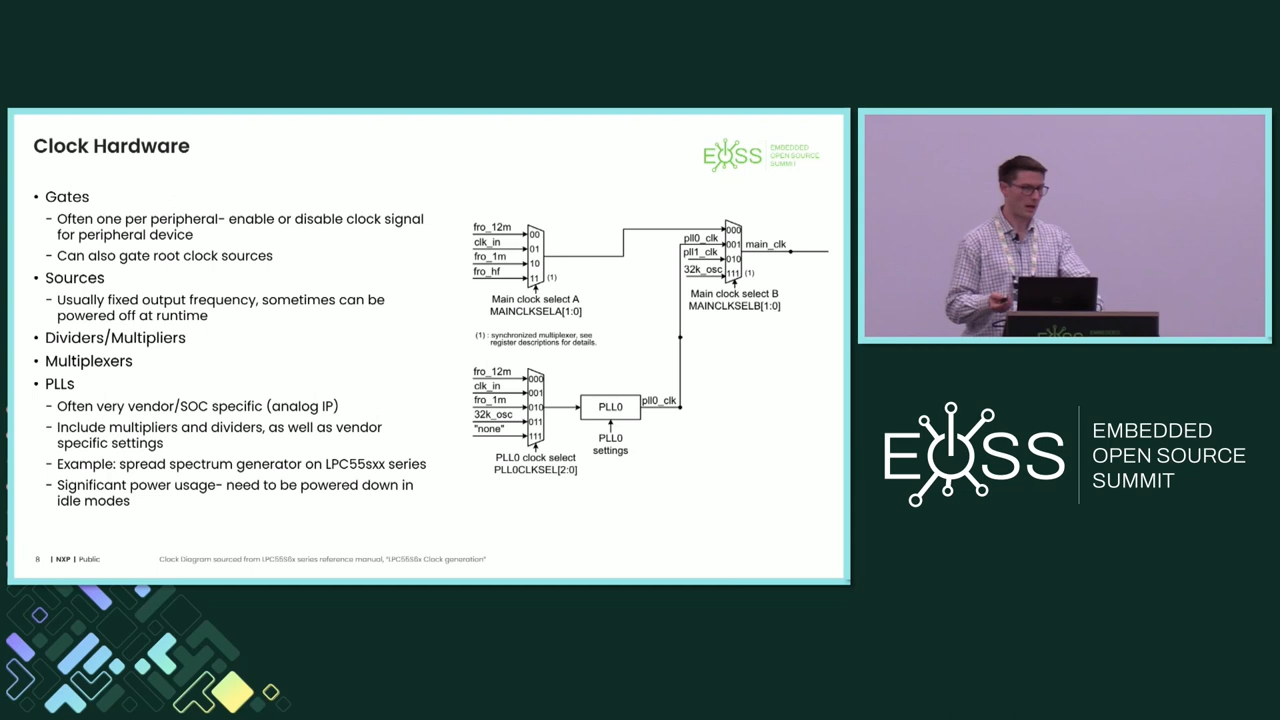 Clock Hardware
EOSS
EMBEDDED
OPEN SOURCE
SUMMIT
• Gates
- Often one per peripheral- enable or disable clock signal
for peripheral device
- Can also gate root clock sources
• Sources
- Usually fixed output frequency, sometimes can be
powered off at runtime
• Dividers/Multipliers
• Multiplexers
• PLLs
- Often very vendor/SOC specific (analog IP)
- Include multipliers and dividers, as well as vendor
specific settings
- Example: spread spectrum generator on LPC55sxx series
- Significant power usage- need to be powered down in
idle modes
fro_12m
00
clk_in
01
fro_1m
10
fro_hf
11
(1)
Main clock select A
MAINCLKSELA[1:0]
000
pll0_clk
001
pll1_clk
010
32k_osc
111
(1)
main_clk
Main clock select B
MAINCLKSELB[1:0]
(1) : synchronized multiplexer, see
register descriptions for details.
fro_12m
000
clk_in
001
fro_1m
010
32k_osc
011
"none"
111
PLL0 clock select
PLL0CLKSEL[2:0]
PLL0
pll0_clk
PLL0
settings
8 | NXP | Public
Clock Diagram sourced from LPC55S6x series reference manual, "LPC55S6x Clock generation"
EOSS
EMBEDDED
OPEN SOURCE
SUMMIT